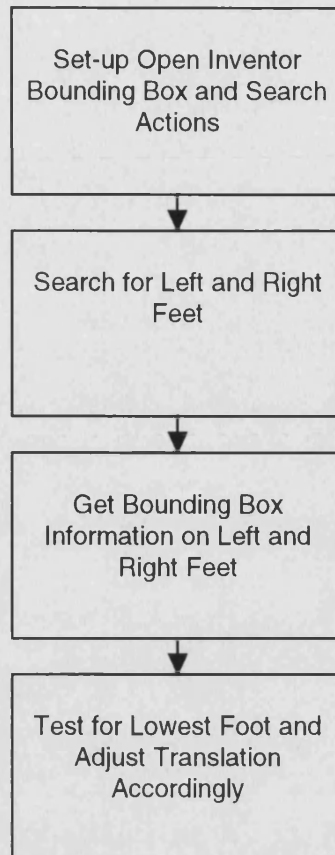 Set-up Open Inventor
Bounding Box and Search
Actions
Search for Left and Right
Feet
Get Bounding Box
Information on Left and
Right Feet
Test for Lowest Foot and
Adjust Translation
Accordingly